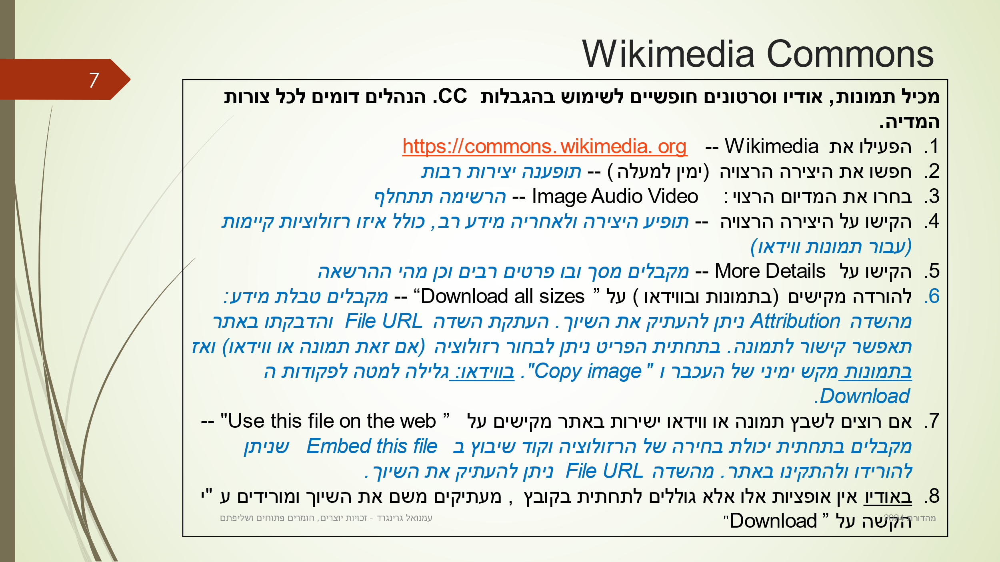 Wikimedia Commons
7
מכיל תמונות, אודיו וסרטונים חופשיים לשימוש בהגבלות CC. הנהלים דומים לכל צורות
המדיה.
1. הפעילו את Wikimedia -- https://commons.wikimedia.org
2. חפשו את היצירה הרצויה (ימין למעלה) -- תופענה יצירות רבות
3. בחרו את המדיום הרצוי: Image Audio Video -- הרשימה תתחלף
4. הקישו על היצירה הרצויה -- תופיע היצירה ולאחריה מידע רב, כולל איזו רזולוציות קיימות
(עבור תמונות ווידאו)
5. הקישו על More Details -- מקבלים מסך ובו פרטים רבים וכן מהי ההרשאה
6. להורדה מקישים (בתמונות ובווידאו) על ”Download all sizes“ -- מקבלים טבלת מידע:
מהשדה Attribution ניתן להעתיק את השיוך. העתקת השדה File URL והדבקתו באתר
תאפשר קישור לתמונה. בתחתית הפריט ניתן לבחור רזולוציה (אם זאת תמונה או ווידאו) ואז
בתמונות מקש ימיני של העכבר ו "Copy image". בווידאו: גלילה למטה לפקודות ה
Download.
7. אם רוצים לשבץ תמונה או ווידאו ישירות באתר מקישים על ”Use this file on the web" --
מקבלים בתחתית יכולת בחירה של הרזולוציה וקוד שיבוץ ב Embed this file שניתן
להורידו ולהתקינו באתר. מהשדה File URL ניתן להעתיק את השיוך.
8. באודיו אין אופציות אלו אלא גוללים לתחתית בקובץ , מעתיקים משם את השיוך ומורידים ע"י
הקשה על ”Download"
מהדורת 2024
עמנואל גרינגרד - זכויות יוצרים, חומרים פתוחים ושליפתם